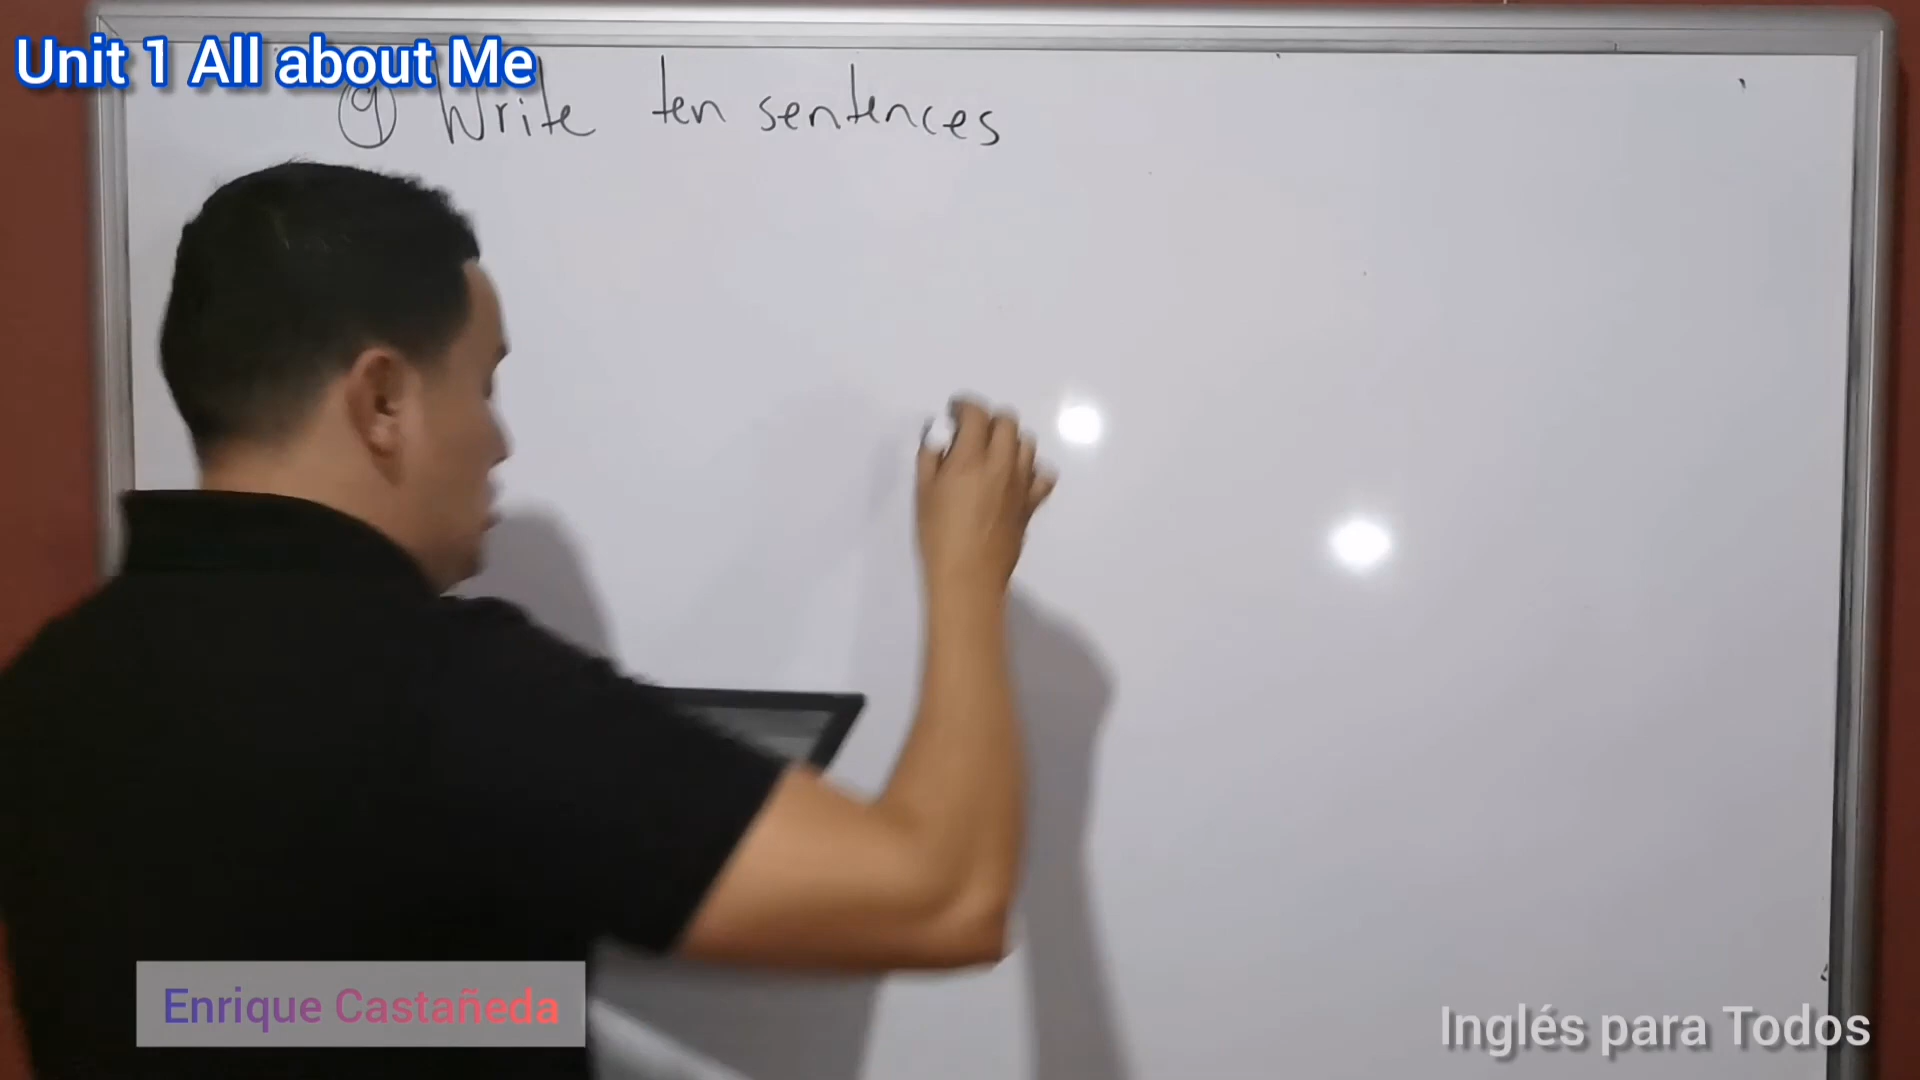 Unit 1 All about Me
9 Write ten sentences
Enrique Castañeda
Inglés para Todos